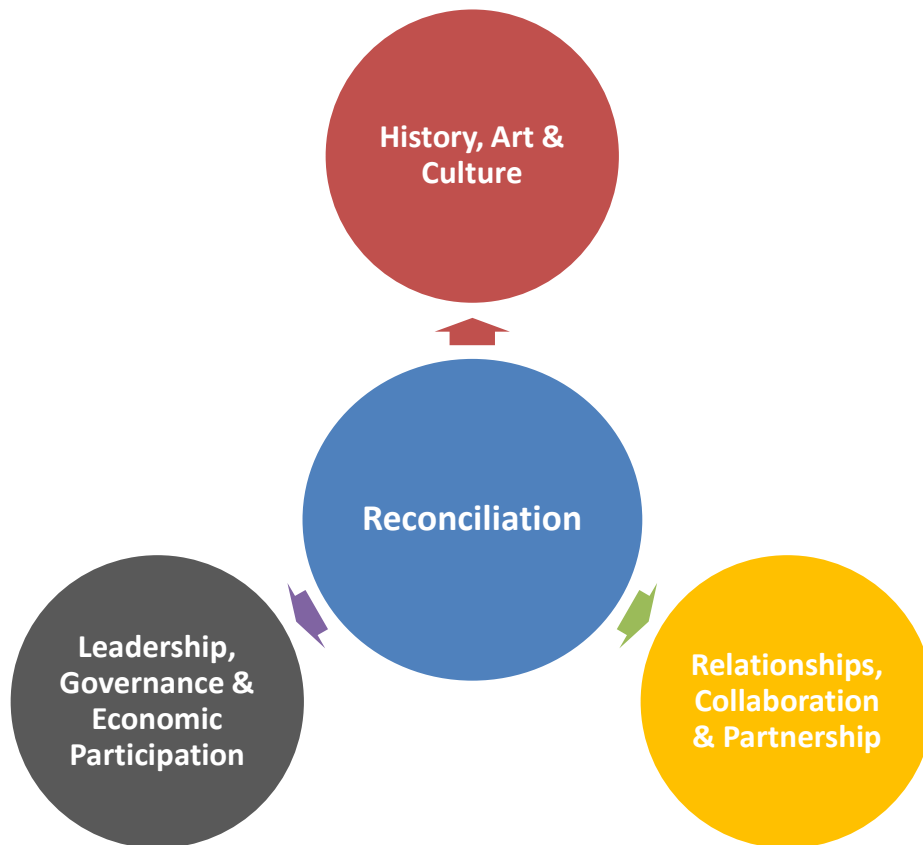 History, Art &
Culture
Reconciliation
Leadership,
Governance &
Economic
Participation
Relationships,
Collaboration
& Partnership